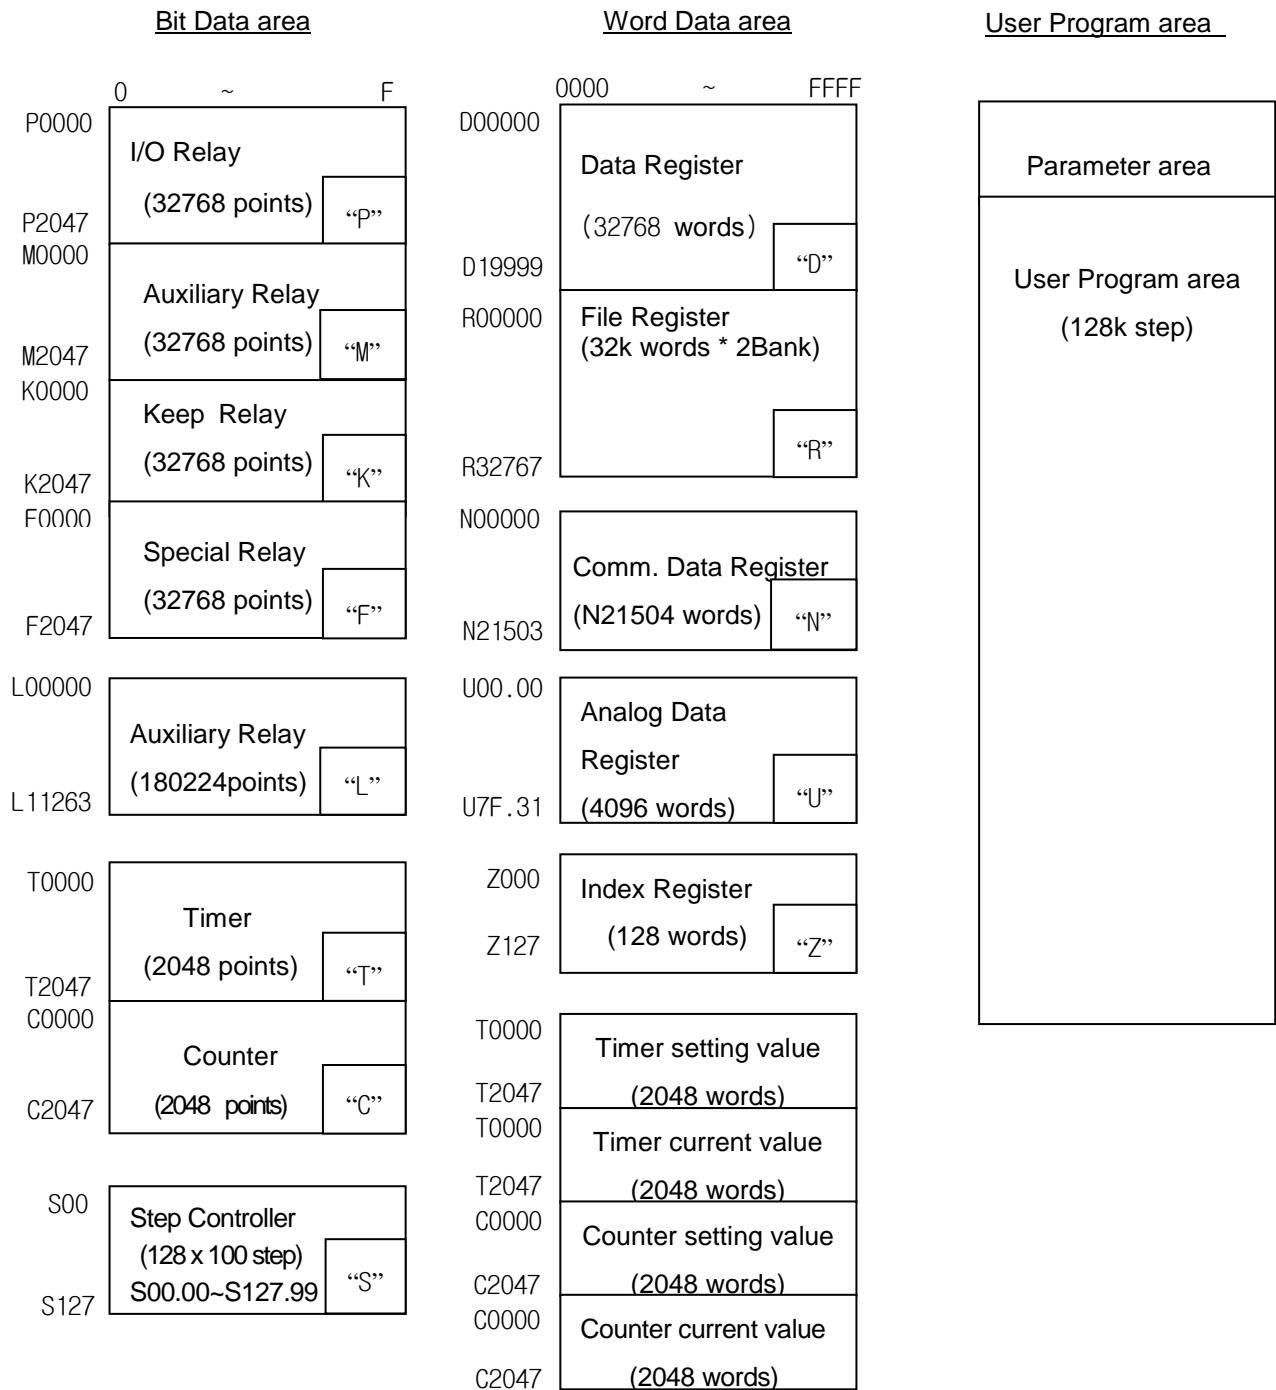 Bit Data area
0 ~ F
P0000
I/O Relay
(32768 points)
“P”
P2047
M0000
Auxiliary Relay
(32768 points)
“M”
M2047
K0000
Keep Relay
(32768 points)
“K”
K2047
F0000
Special Relay
(32768 points)
“F”
F2047
L00000
Auxiliary Relay
(180224points)
“L”
L11263
T0000
Timer
(2048 points)
“T”
T2047
C0000
Counter
(2048 points)
“C”
C2047
S00
Step Controller
(128 x 100 step)
S00.00~S127.99
“S”
S127
Word Data area
0000 ~ FFFF
D00000
Data Register
(32768 words)
“D”
D19999
R00000
File Register
(32k words * 2Bank)
“R”
R32767
N00000
Comm. Data Register
(N21504 words)
“N”
N21503
U00.00
Analog Data
Register
(4096 words)
“U”
U7F.31
Z000
Index Register
(128 words)
“Z”
Z127
T0000
Timer setting value
T2047
(2048 words)
T0000
Timer current value
T2047
(2048 words)
C0000
Counter setting value
C2047
(2048 words)
C0000
Counter current value
C2047
(2048 words)
User Program area
Parameter area
User Program area
(128k step)